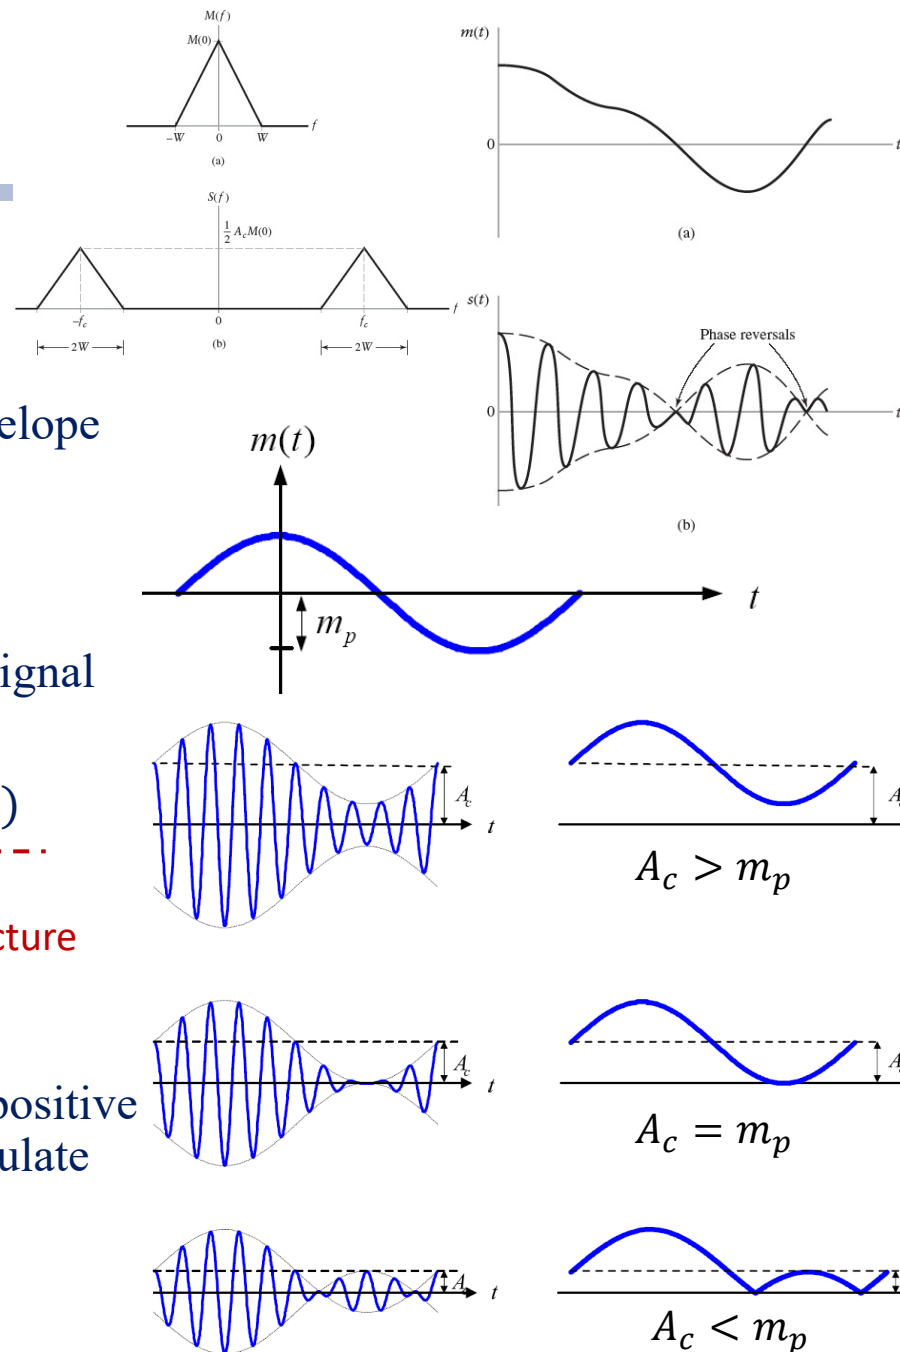 M(f)
M(0)
−W 0 W f
(a)
S(f)
1/2 A_c M(0)
−f_c 0 f_c f
2W (b) 2W
m(t)
0 t
(a)
s(t)
Phase reversals
0 t
(b)
elope
m(t)
t
m_p
ignal
)
A_c t
A_c > m_p
cture
A_c t
positive
A_c = m_p
ulate
A t
A_c < m_p